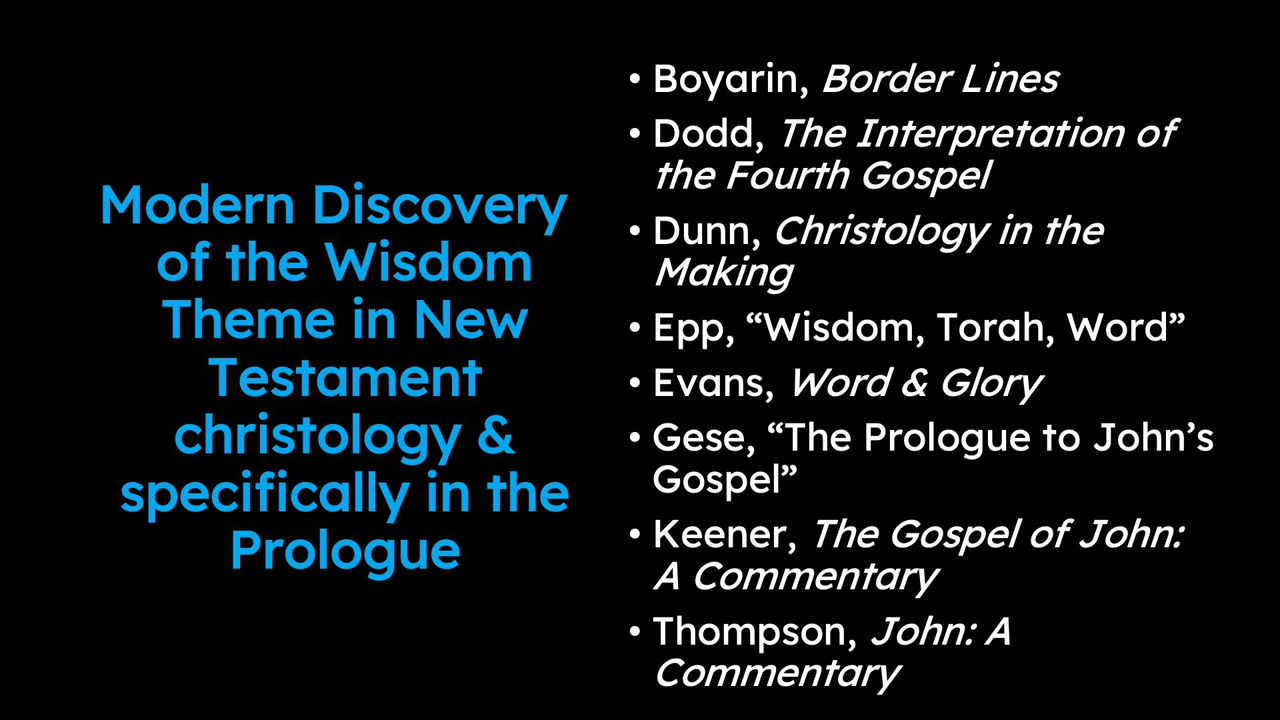 Modern Discovery
of the Wisdom
Theme in New
Testament
christology &
specifically in the
Prologue
• Boyarin, Border Lines
• Dodd, The Interpretation of
the Fourth Gospel
• Dunn, Christology in the
Making
• Epp, “Wisdom, Torah, Word”
• Evans, Word & Glory
• Gese, “The Prologue to John’s
Gospel”
• Keener, The Gospel of John:
A Commentary
• Thompson, John: A
Commentary